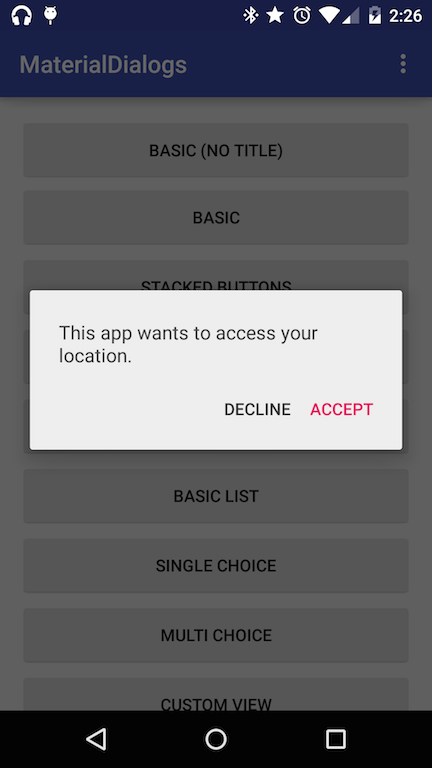 2:26
MaterialDialogs
BASIC (NO TITLE)
BASIC
STACKED BUTTONS
This app wants to access your
location.
DECLINE ACCEPT
BASIC LIST
SINGLE CHOICE
MULTI CHOICE
CUSTOM VIEW